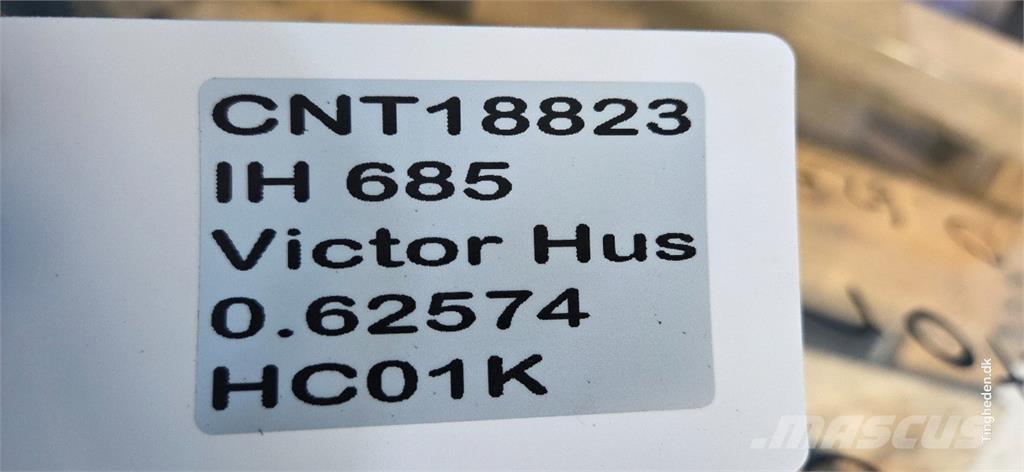 CNT18823
IH 685
Victor Hus
0.62574
HC01K
Tingheden.dk
MASCUS